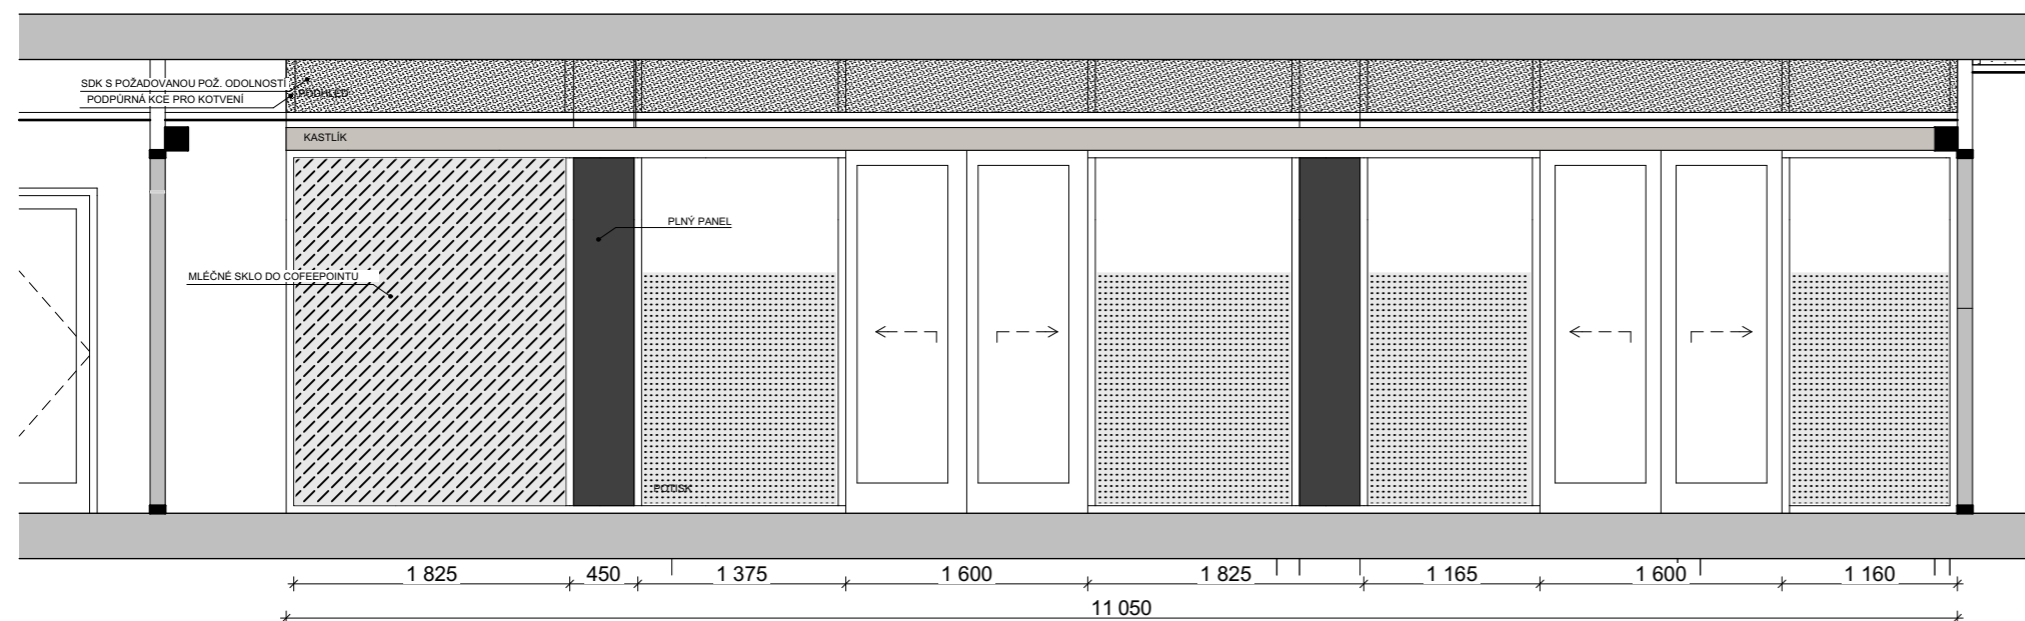 SDK S POŽADOVANOU POŽ. ODOLNOSTÍ
PODHLED
PODPŮRNÁ KCE PRO KOTVENÍ
KASTLÍK
PLNÝ PANEL
MLÉČNÉ SKLO DO COFEEPOINTU
POTISK
1 825 450 1 375 1 600 1 825 1 165 1 600 1 160
11 050